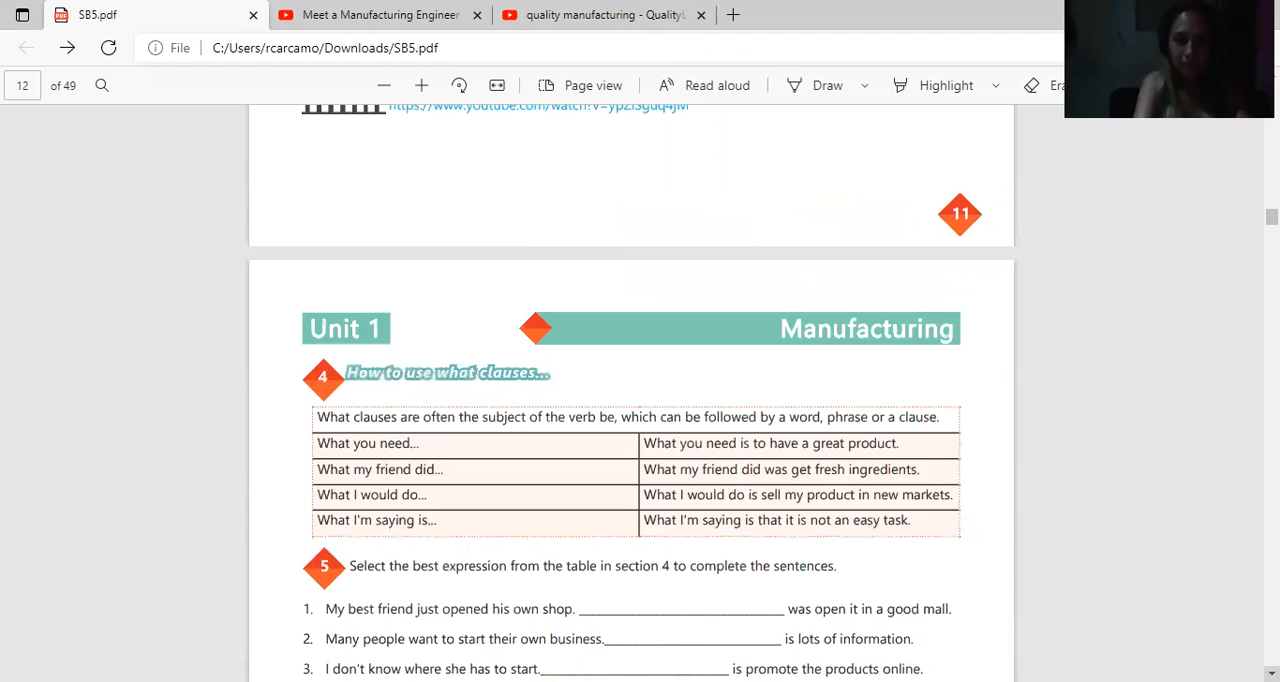 SB5.pdf
Meet a Manufacturing Engineer
quality manufacturing - QualityL
File
C:/Users/rcarcamo/Downloads/SB5.pdf
12 of 49
Page view
Read aloud
Draw
Highlight
Era
11
Unit 1
Manufacturing
4 How to use what clauses...
What clauses are often the subject of the verb be, which can be followed by a word, phrase or a clause.
What you need... What you need is to have a great product.
What my friend did... What my friend did was get fresh ingredients.
What I would do... What I would do is sell my product in new markets.
What I'm saying is... What I'm saying is that it is not an easy task.
5 Select the best expression from the table in section 4 to complete the sentences.
1. My best friend just opened his own shop. ____________________________ was open it in a good mall.
2. Many people want to start their own business.________________________ is lots of information.
3. I don't know where she has to start.__________________________ is promote the products online.